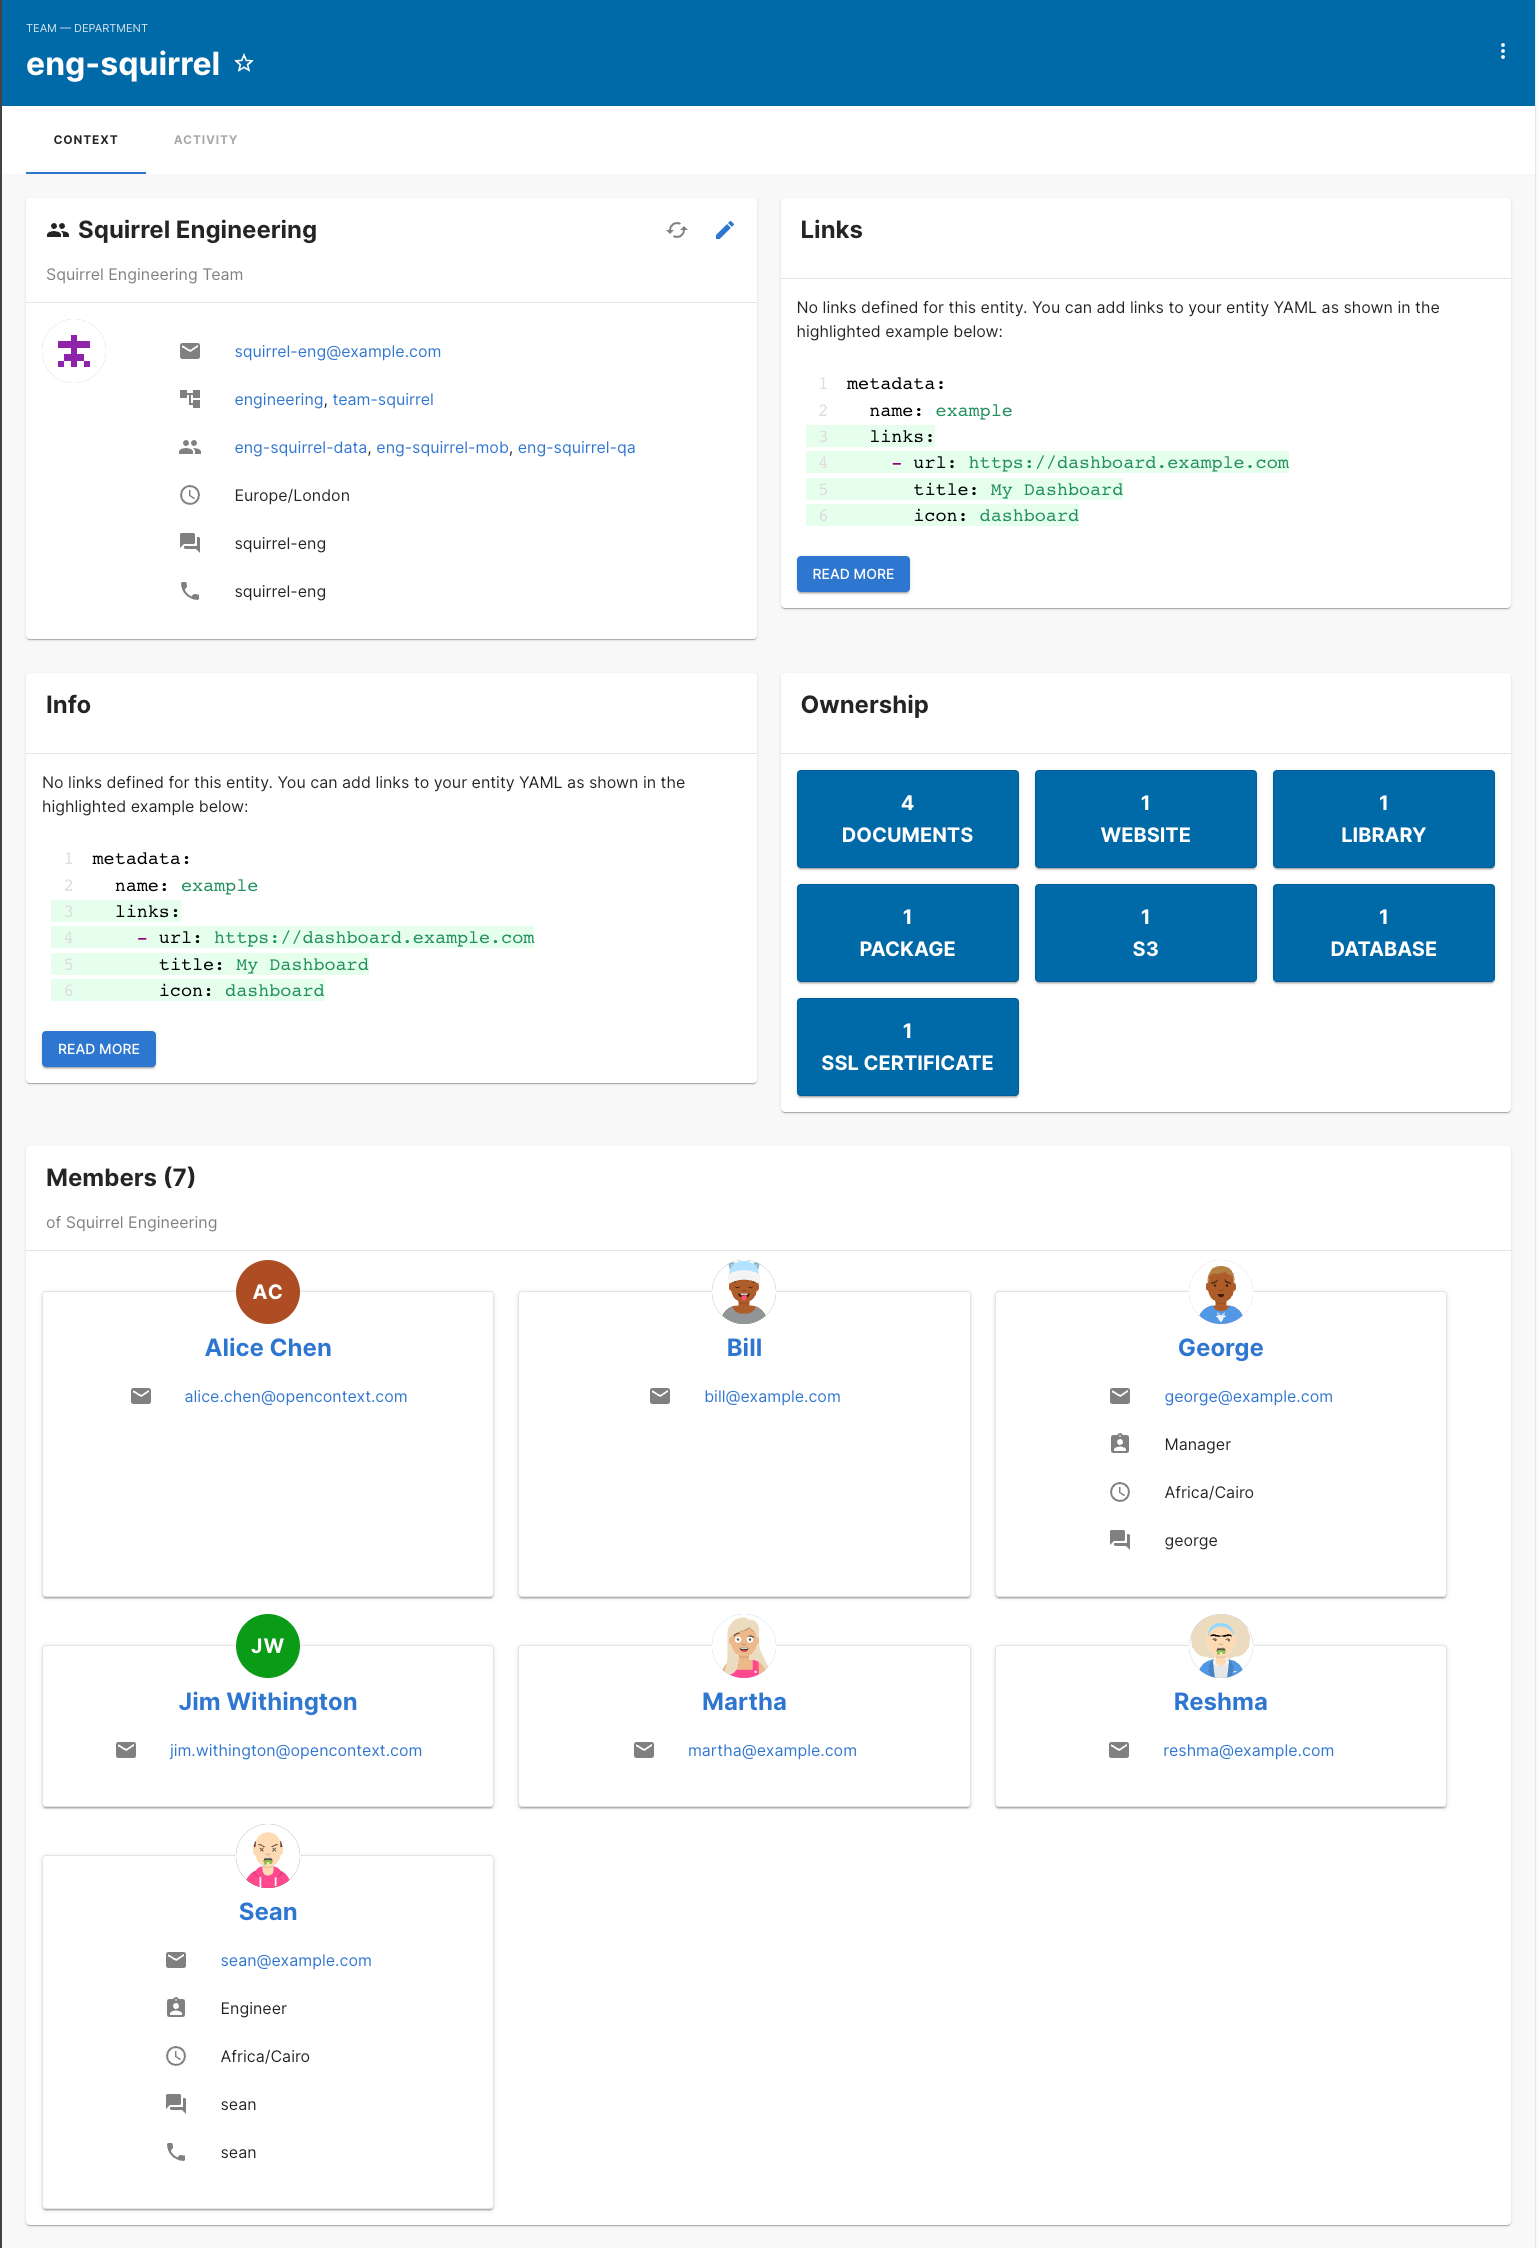 TEAM — DEPARTMENT
eng-squirrel
CONTEXT
ACTIVITY
Squirrel Engineering
Squirrel Engineering Team
squirrel-eng@example.com
engineering, team-squirrel
eng-squirrel-data, eng-squirrel-mob, eng-squirrel-qa
Europe/London
squirrel-eng
squirrel-eng
Links
No links defined for this entity. You can add links to your entity YAML as shown in the
highlighted example below:
1 metadata:
2   name: example
3   links:
4     - url: https://dashboard.example.com
5       title: My Dashboard
6       icon: dashboard
READ MORE
Info
No links defined for this entity. You can add links to your entity YAML as shown in the
highlighted example below:
1 metadata:
2   name: example
3   links:
4     - url: https://dashboard.example.com
5       title: My Dashboard
6       icon: dashboard
READ MORE
Ownership
4
DOCUMENTS
1
WEBSITE
1
LIBRARY
1
PACKAGE
1
S3
1
DATABASE
1
SSL CERTIFICATE
Members (7)
of Squirrel Engineering
AC
Alice Chen
alice.chen@opencontext.com
Bill
bill@example.com
George
george@example.com
Manager
Africa/Cairo
george
JW
Jim Withington
jim.withington@opencontext.com
Martha
martha@example.com
Reshma
reshma@example.com
Sean
sean@example.com
Engineer
Africa/Cairo
sean
sean